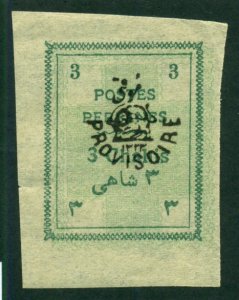 3 3
POSTES
PERSANES
PROVISOIRE
3 CHAHIS
۳ شاهی
۳ ۳